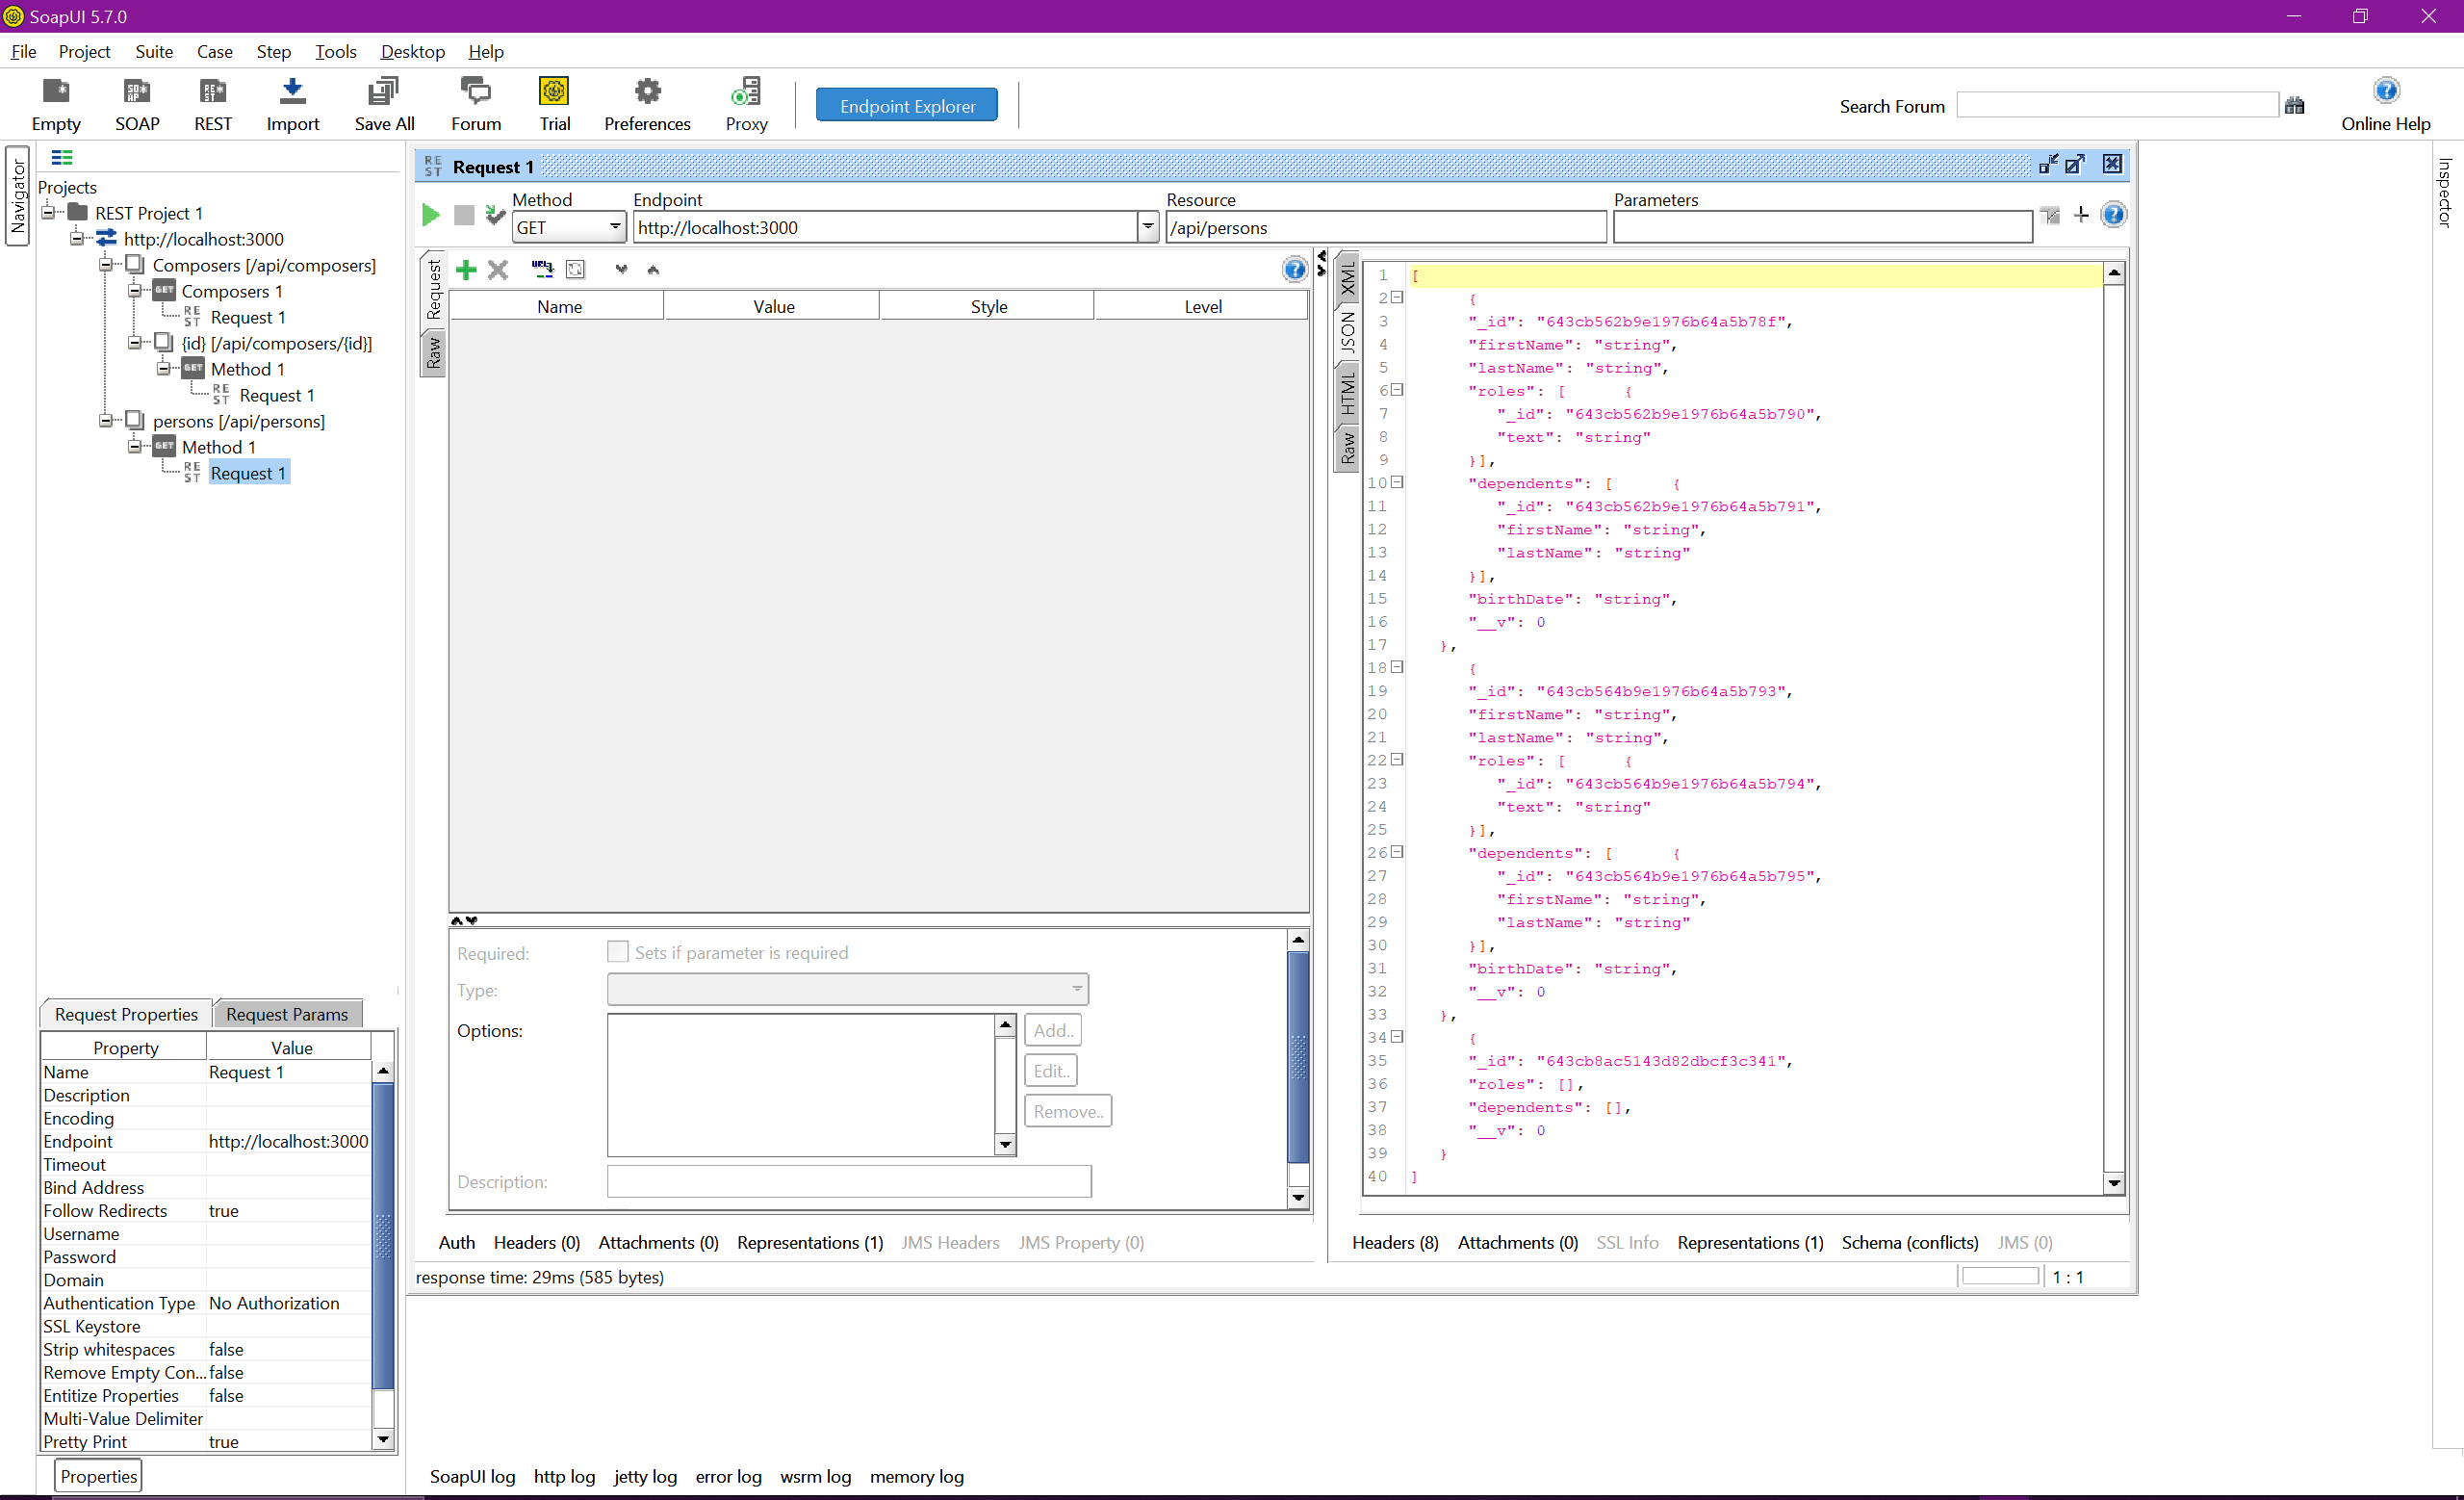 SoapUI 5.7.0
File Project Suite Case Step Tools Desktop Help
Empty SOAP REST Import Save All Forum Trial Preferences Proxy Endpoint Explorer Search Forum Online Help
Navigator
Projects
REST Project 1
http://localhost:3000
Composers [/api/composers]
GET Composers 1
REST Request 1
{id} [/api/composers/{id}]
GET Method 1
REST Request 1
persons [/api/persons]
GET Method 1
REST Request 1
Request Properties Request Params
Property Value
Name Request 1
Description
Encoding
Endpoint http://localhost:3000
Timeout
Bind Address
Follow Redirects true
Username
Password
Domain
Authentication Type No Authorization
SSL Keystore
Strip whitespaces false
Remove Empty Con... false
Entitize Properties false
Multi-Value Delimiter
Pretty Print true
Properties
REST Request 1
Method Endpoint Resource Parameters
GET http://localhost:3000 /api/persons
Request
Raw
Name Value Style Level
Required: Sets if parameter is required
Type:
Options: Add.. Edit.. Remove..
Description:
Auth Headers (0) Attachments (0) Representations (1) JMS Headers JMS Property (0)
response time: 29ms (585 bytes)
XML
JSON
HTML
Raw
1 [
2 {
3 "_id": "643cb562b9e1976b64a5b78f",
4 "firstName": "string",
5 "lastName": "string",
6 "roles": [ {
7 "_id": "643cb562b9e1976b64a5b790",
8 "text": "string"
9 }],
10 "dependents": [ {
11 "_id": "643cb562b9e1976b64a5b791",
12 "firstName": "string",
13 "lastName": "string"
14 }],
15 "birthDate": "string",
16 "__v": 0
17 },
18 {
19 "_id": "643cb564b9e1976b64a5b793",
20 "firstName": "string",
21 "lastName": "string",
22 "roles": [ {
23 "_id": "643cb564b9e1976b64a5b794",
24 "text": "string"
25 }],
26 "dependents": [ {
27 "_id": "643cb564b9e1976b64a5b795",
28 "firstName": "string",
29 "lastName": "string"
30 }],
31 "birthDate": "string",
32 "__v": 0
33 },
34 {
35 "_id": "643cb8ac5143d82dbcf3c341",
36 "roles": [],
37 "dependents": [],
38 "__v": 0
39 }
40 ]
Headers (8) Attachments (0) SSL Info Representations (1) Schema (conflicts) JMS (0)
1 : 1
Inspector
SoapUI log http log jetty log error log wsrm log memory log